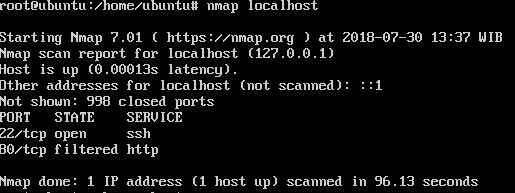 root@ubuntu:/home/ubuntu# nmap localhost
Starting Nmap 7.01 ( https://nmap.org ) at 2018-07-30 13:37 WIB
Nmap scan report for localhost (127.0.0.1)
Host is up (0.00013s latency).
Other addresses for localhost (not scanned): ::1
Not shown: 998 closed ports
PORT   STATE    SERVICE
22/tcp open     ssh
80/tcp filtered http
Nmap done: 1 IP address (1 host up) scanned in 96.13 seconds